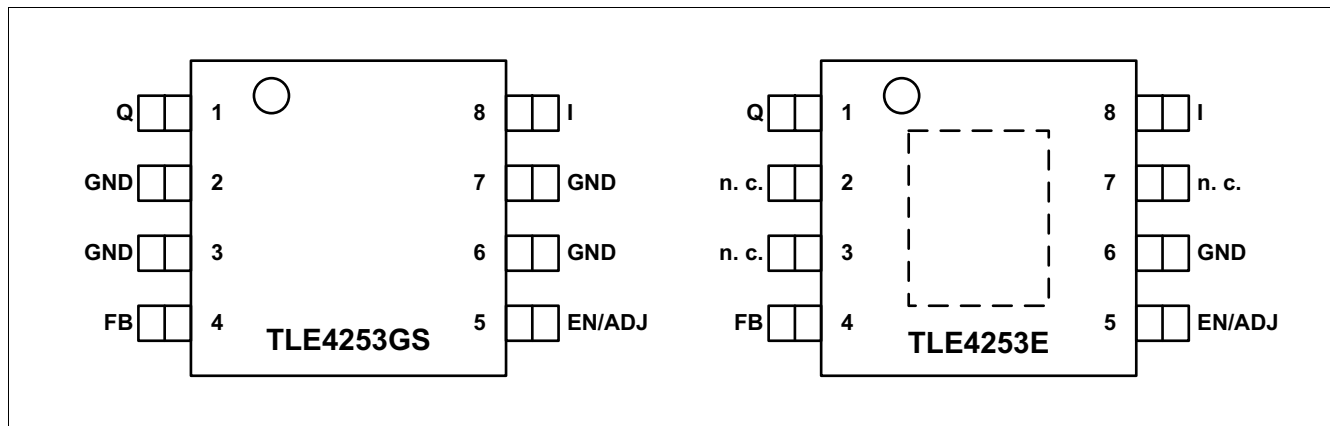 Q 1 8 I
GND 2 7 GND
GND 3 6 GND
FB 4 5 EN/ADJ
TLE4253GS
Q 1 8 I
n. c. 2 7 n. c.
n. c. 3 6 GND
FB 4 5 EN/ADJ
TLE4253E